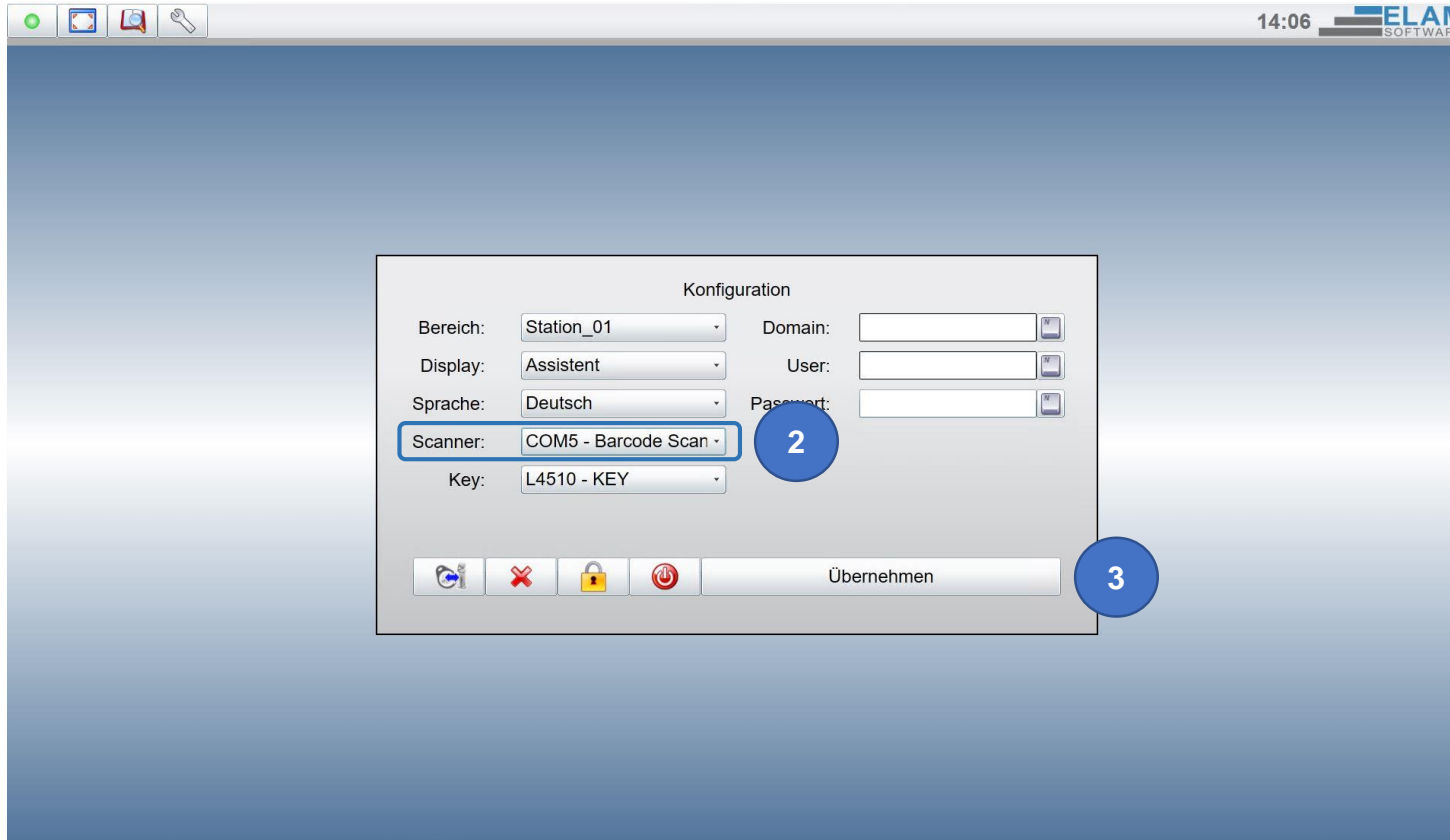 14:06 ELAM
SOFTWAR
Konfiguration
Bereich: Station_01 Domain:
Display: Assistent User:
Sprache: Deutsch Passwort:
Scanner: COM5 - Barcode Scan 2
Key: L4510 - KEY
Übernehmen 3